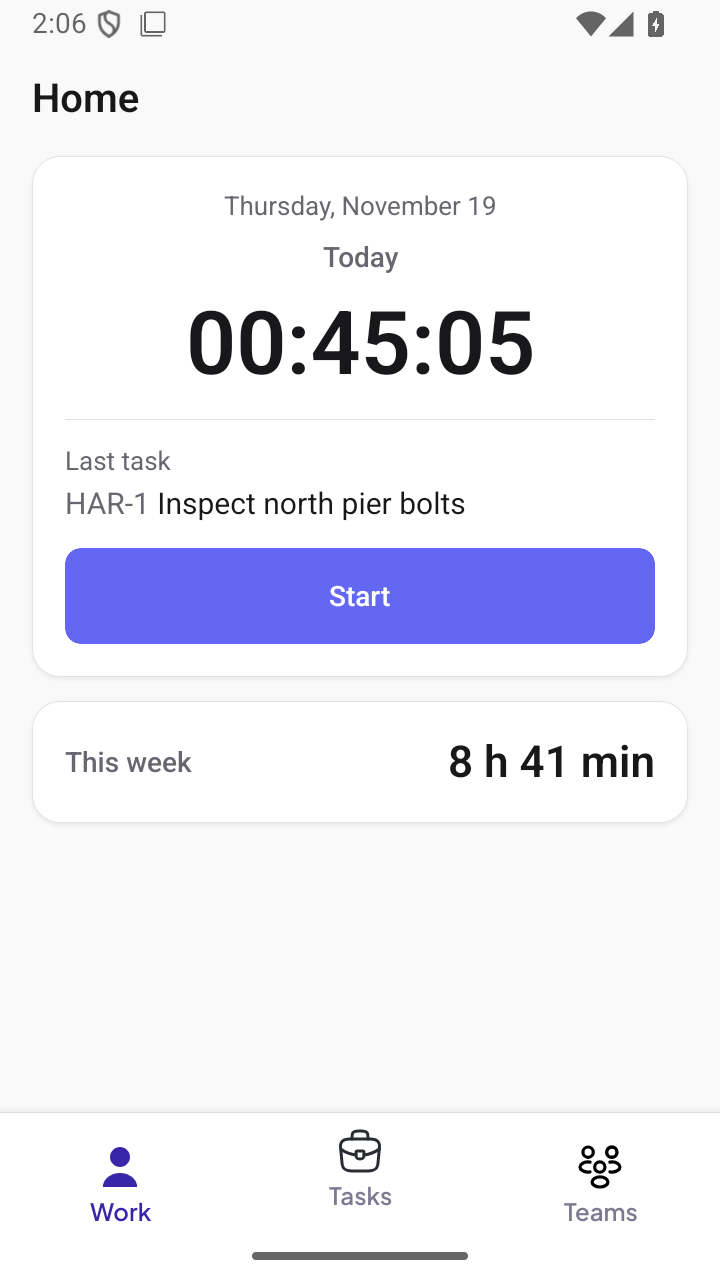 2:06
Home
Thursday, November 19
Today
00:45:05
Last task
HAR-1 Inspect north pier bolts
Start
This week
8 h 41 min
Work
Tasks
Teams